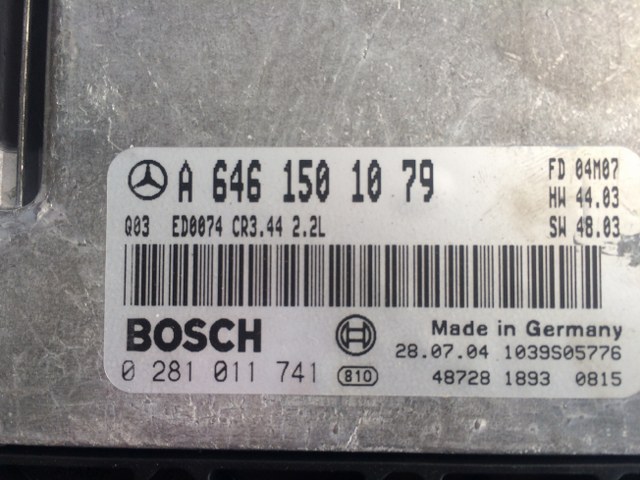 A 646 150 10 79
FD 04M07
HW 44.03
Q03 ED0074 CR3.44 2.2L
SW 48.03
BOSCH
Made in Germany
28.07.04 1039S05776
0 281 011 741
810
48728 1893 0815